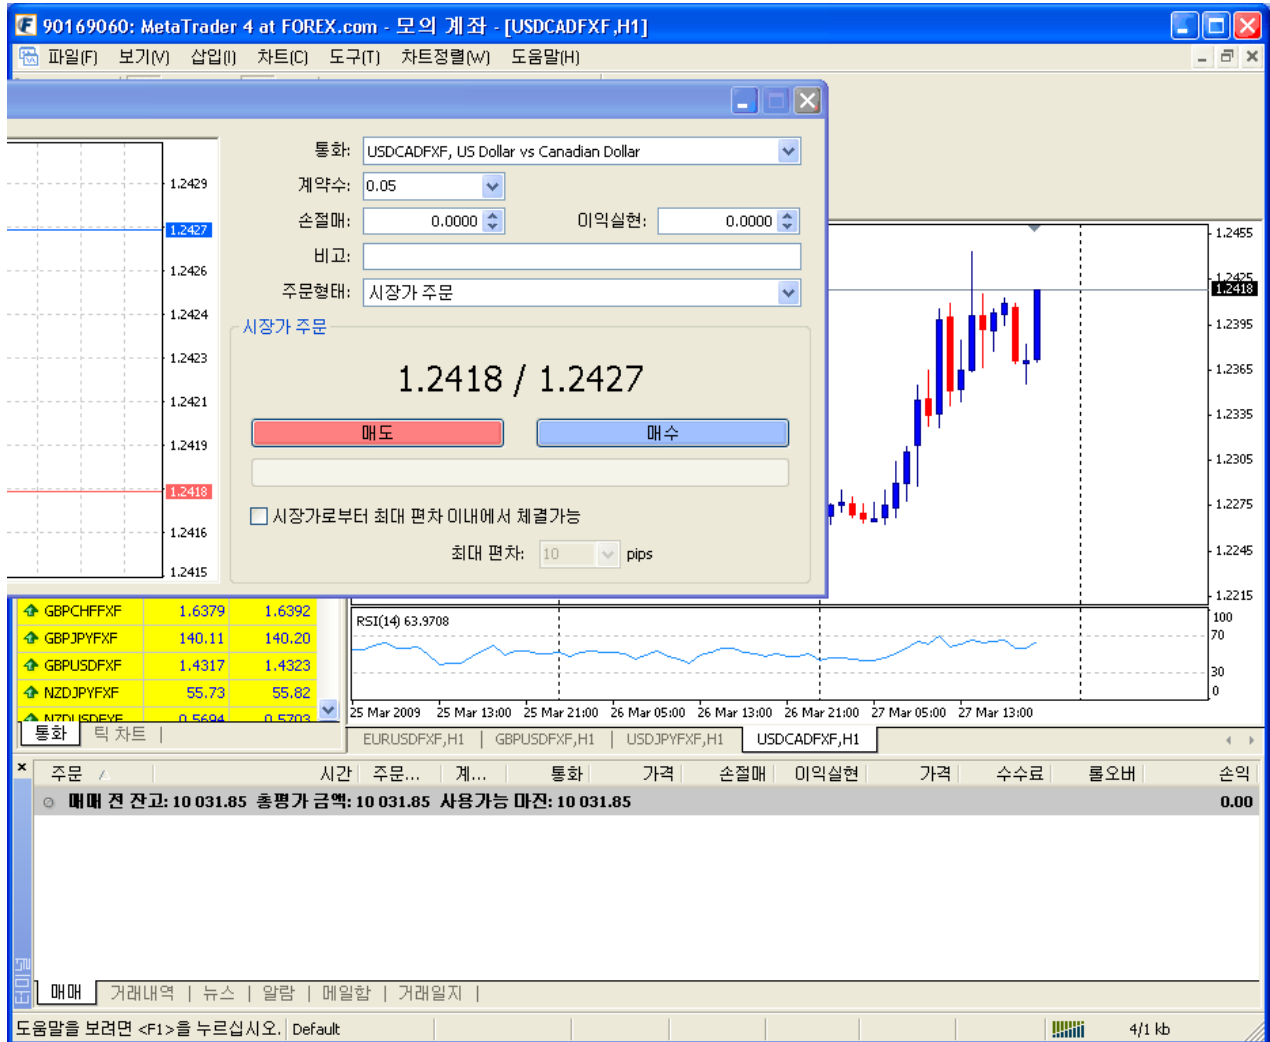 90169060: MetaTrader 4 at FOREX.com - 모의 계좌 - [USDCADFXF,H1]
파일(F) 보기(V) 삽입(I) 차트(C) 도구(T) 차트정렬(W) 도움말(H)
통화: USDCADFXF, US Dollar vs Canadian Dollar
계약수: 0.05
손절매: 0.0000 이익실현: 0.0000
비고:
주문형태: 시장가 주문
시장가 주문
1.2418 / 1.2427
매도 매수
시장가로부터 최대 편차 이내에서 체결가능
최대 편차: 10 pips
1.2429
1.2427
1.2426
1.2424
1.2423
1.2421
1.2419
1.2418
1.2416
1.2415
1.2455
1.2425
1.2418
1.2395
1.2365
1.2335
1.2305
1.2275
1.2245
1.2215
GBPCHFFXF 1.6379 1.6392
GBPJPYFXF 140.11 140.20
GBPUSDFXF 1.4317 1.4323
NZDJPYFXF 55.73 55.82
NZDUSDFXF 0.5694 0.5703
통화 | 틱 차트 |
RSI(14) 63.9708
100
70
30
0
25 Mar 2009 25 Mar 13:00 25 Mar 21:00 26 Mar 05:00 26 Mar 13:00 26 Mar 21:00 27 Mar 05:00 27 Mar 13:00
EURUSDFXF,H1 | GBPUSDFXF,H1 | USDJPYFXF,H1 USDCADFXF,H1
주문 시간 주문... 계... 통화 가격 손절매 이익실현 가격 수수료 롤오버 손익
매매 전 잔고: 10 031.85 총평가 금액: 10 031.85 사용가능 마진: 10 031.85 0.00
터미널
매매 거래내역 | 뉴스 | 알람 | 메일함 | 거래일지 |
도움말을 보려면 <F1>을 누르십시오. Default 4/1 kb